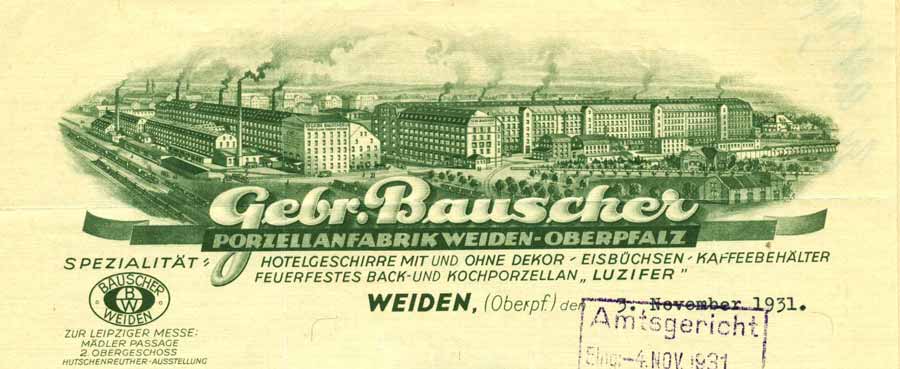 Gebr. Bauscher
PORZELLANFABRIK WEIDEN-OBERPFALZ
SPEZIALITÄT: HOTELGESCHIRRE MIT UND OHNE DEKOR - EISBÜCHSEN - KAFFEEBEHÄLTER
FEUERFESTES BACK- UND KOCHPORZELLAN „LUZIFER"
BAUSCHER
BW
WEIDEN
WEIDEN, (Oberpf.) den 3. November 1931.
ZUR LEIPZIGER MESSE:
MÄDLER PASSAGE
2. OBERGESCHOSS
HUTSCHENREUTHER-AUSSTELLUNG
Amtsgericht
Eing. -4. NOV. 1931